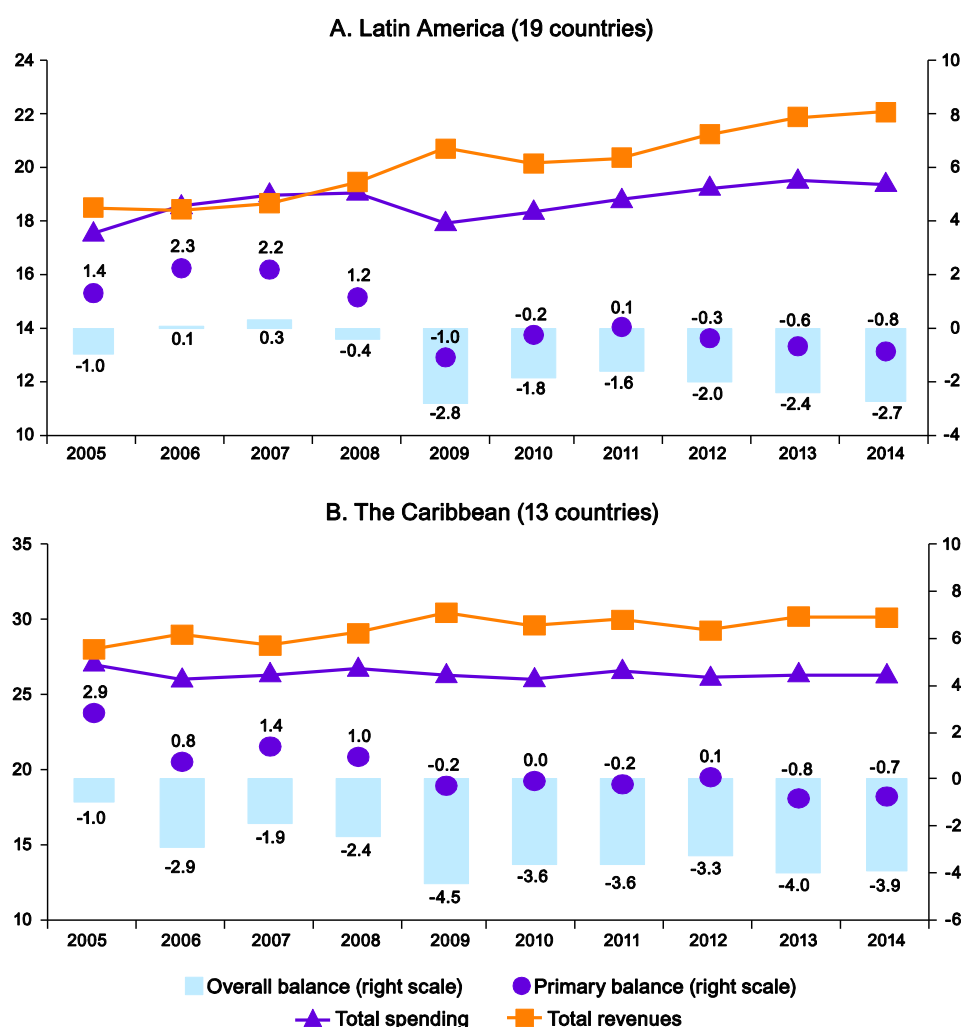 A. Latin America (19 countries)
24 10
22 8
20 6
18 4
16 2
14 0
12 -2
10 -4
1.4 2.3 2.2 1.2 -1.0 -0.2 0.1 -0.3 -0.6 -0.8
-1.0 0.1 0.3 -0.4 -2.8 -1.8 -1.6 -2.0 -2.4 -2.7
2005 2006 2007 2008 2009 2010 2011 2012 2013 2014
B. The Caribbean (13 countries)
35 10
30 8
25 6
20 4
15 2
10 0
-2
-4
-6
2.9 0.8 1.4 1.0 -0.2 0.0 -0.2 0.1 -0.8 -0.7
-1.0 -2.9 -1.9 -2.4 -4.5 -3.6 -3.6 -3.3 -4.0 -3.9
2005 2006 2007 2008 2009 2010 2011 2012 2013 2014
Overall balance (right scale) Primary balance (right scale)
Total spending Total revenues